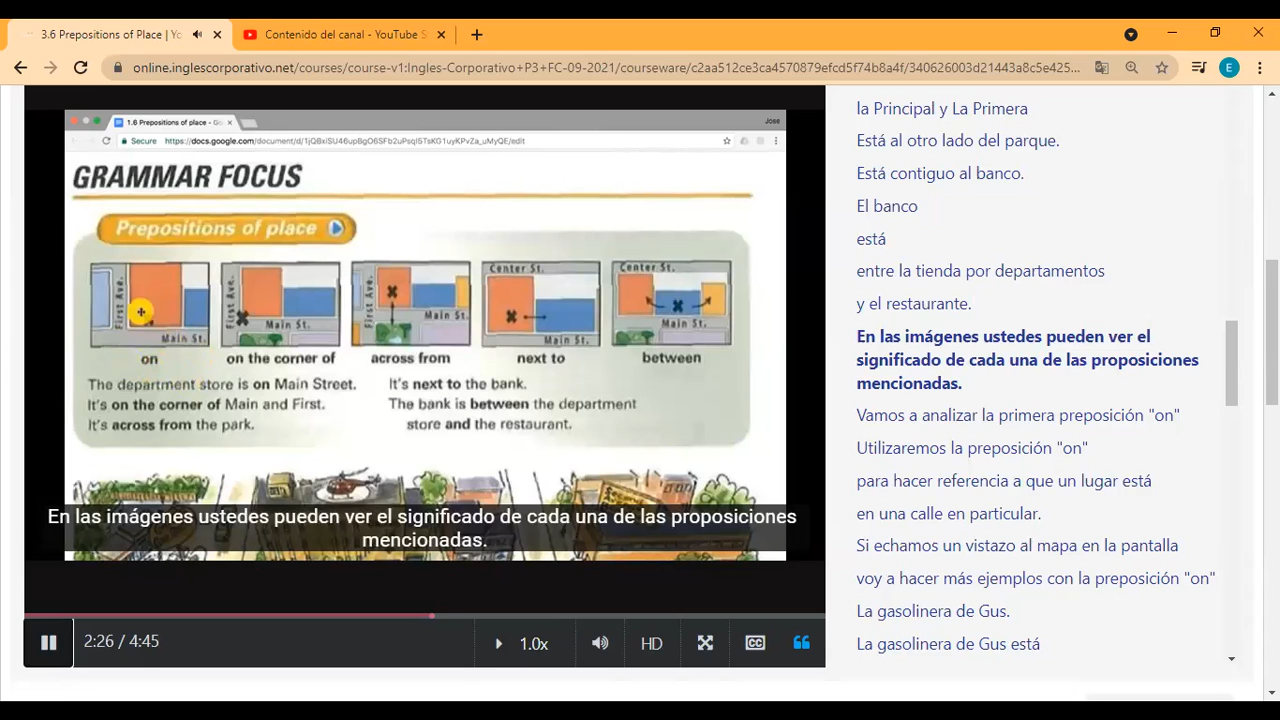 3.6 Prepositions of Place | Yo
Contenido del canal - YouTube S
online.inglescorporativo.net/courses/course-v1:Ingles-Corporativo+P3+FC-09-2021/courseware/c2aa512ce3ca4570879efcd5f74b8a4f/340626003d21443a8c5e425...
E
1.6 Prepositions of place - Go
Jose
Secure
GRAMMAR FOCUS
Prepositions of place
First Ave.
Main St.
First Ave.
Main St.
First Ave.
Main St.
Center St.
Main St.
Center St.
Main St.
on
on the corner of
across from
next to
between
The department store is on Main Street.
It's on the corner of Main and First.
It's across from the park.
It's next to the bank.
The bank is between the department
store and the restaurant.
En las imágenes ustedes pueden ver el significado de cada una de las proposiciones
mencionadas.
2:26 / 4:45
1.0x
HD
CC
la Principal y La Primera
Está al otro lado del parque.
Está contiguo al banco.
El banco
está
entre la tienda por departamentos
y el restaurante.
En las imágenes ustedes pueden ver el
significado de cada una de las proposiciones
mencionadas.
Vamos a analizar la primera preposición "on"
Utilizaremos la preposición "on"
para hacer referencia a que un lugar está
en una calle en particular.
Si echamos un vistazo al mapa en la pantalla
voy a hacer más ejemplos con la preposición "on"
La gasolinera de Gus.
La gasolinera de Gus está